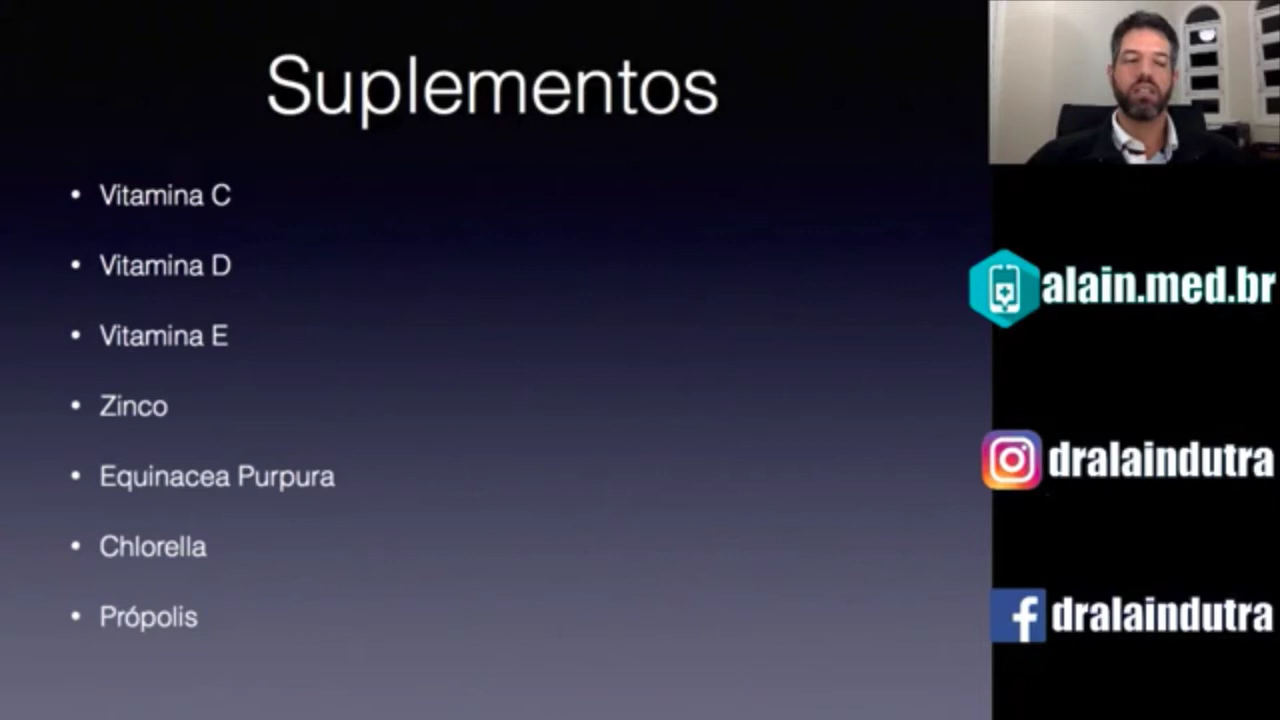 Suplementos
• Vitamina C
• Vitamina D
• Vitamina E
• Zinco
• Equinacea Purpura
• Chlorella
• Própolis
alain.med.br
dralaindutra
dralaindutra